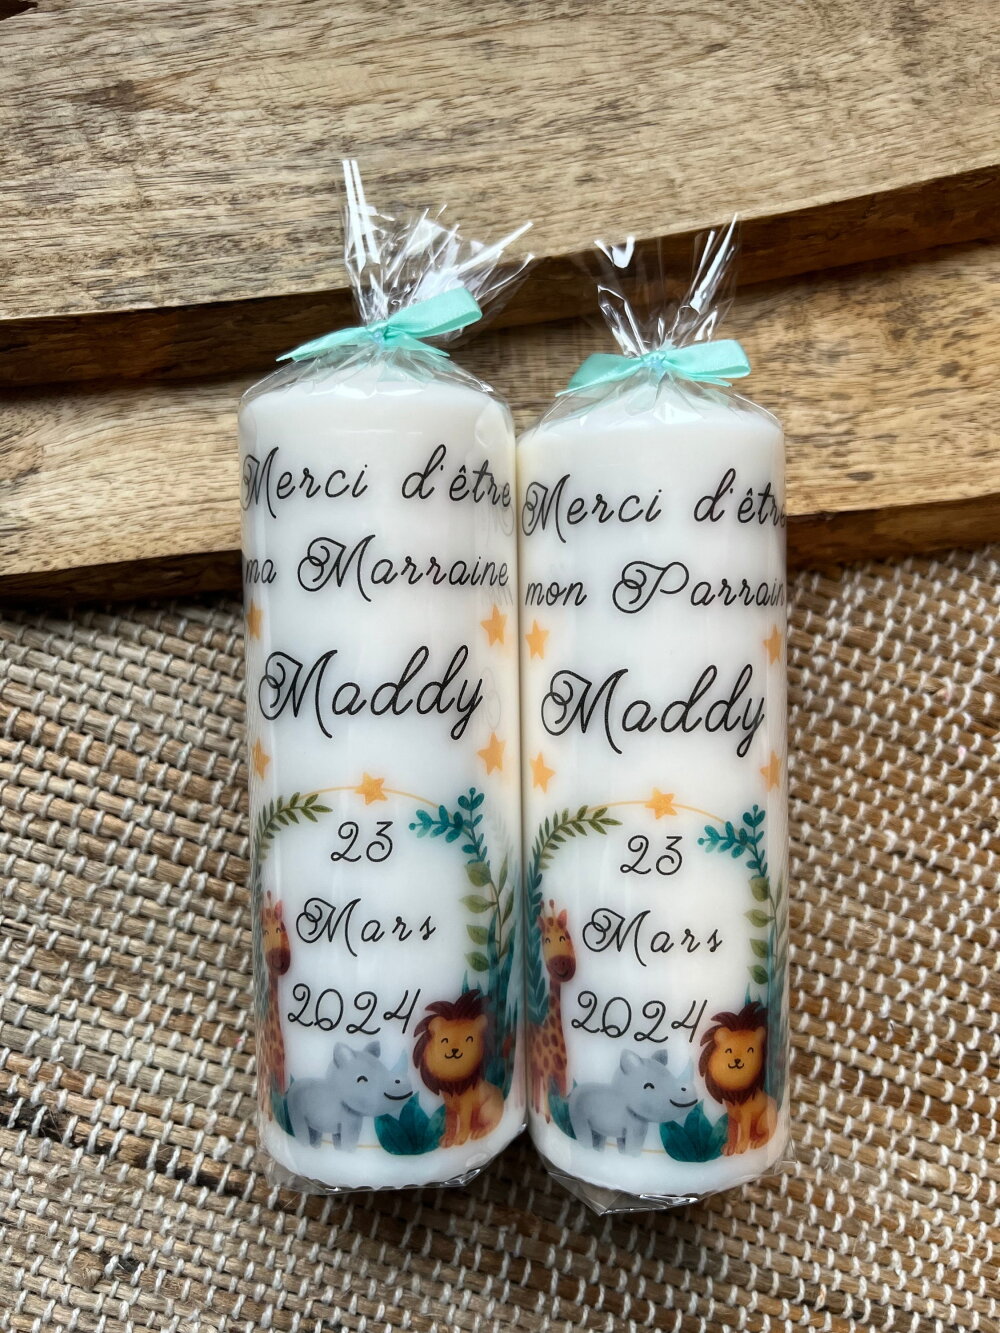 Merci d'être
ma Marraine
Maddy
23
Mars
2024
Merci d'être
mon Parrain
Maddy
23
Mars
2024